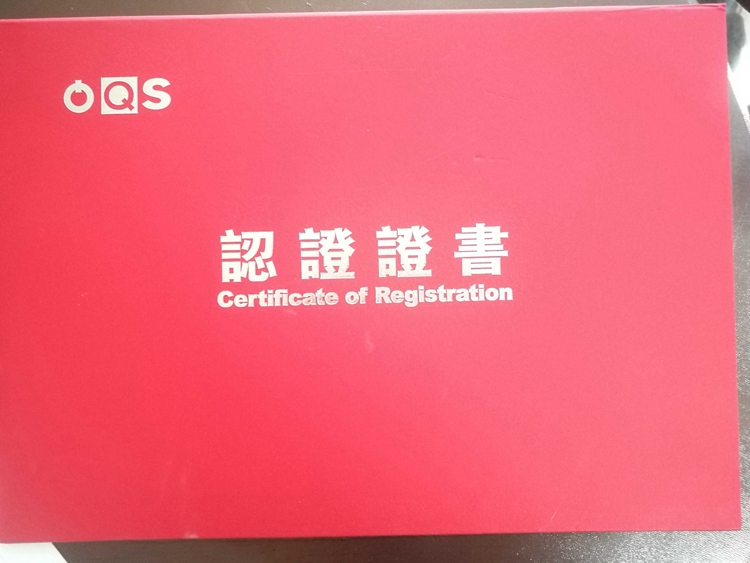 OQS
認證證書
Certificate of Registration